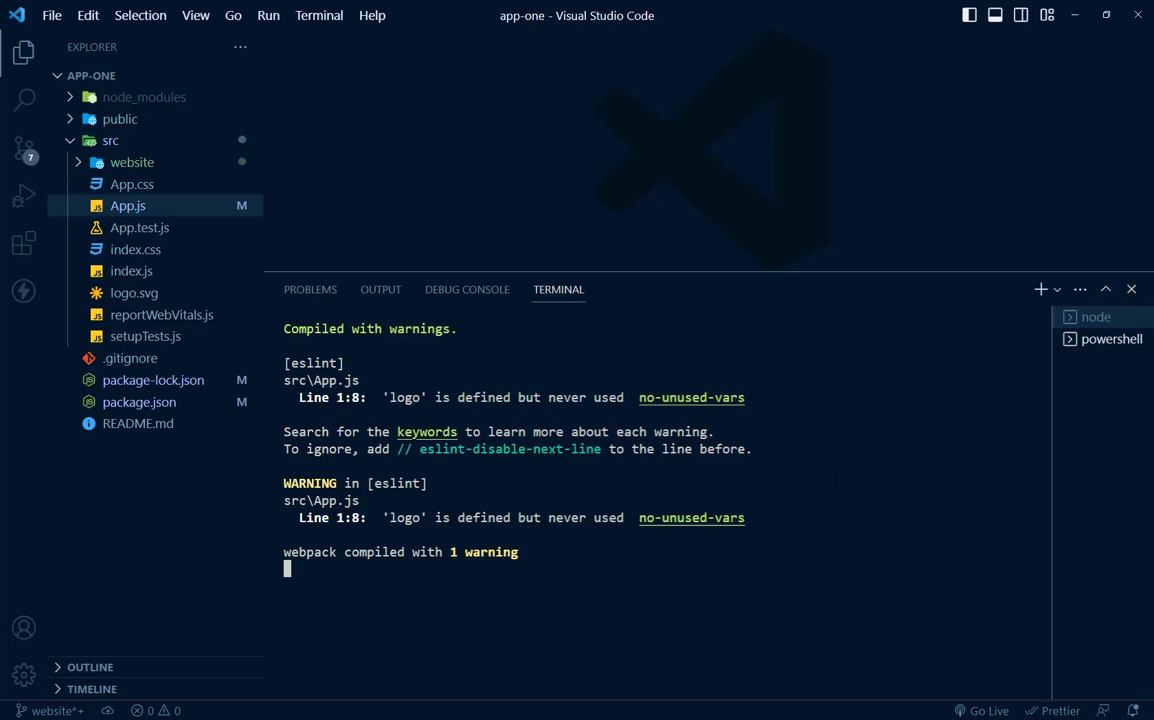 File Edit Selection View Go Run Terminal Help
app-one - Visual Studio Code
EXPLORER
APP-ONE
node_modules
public
src
website
App.css
App.js M
App.test.js
index.css
index.js
logo.svg
reportWebVitals.js
setupTests.js
.gitignore
package-lock.json M
package.json M
README.md
OUTLINE
TIMELINE
7
PROBLEMS OUTPUT DEBUG CONSOLE TERMINAL
Compiled with warnings.
[eslint]
src\App.js
Line 1:8: 'logo' is defined but never used no-unused-vars
Search for the keywords to learn more about each warning.
To ignore, add // eslint-disable-next-line to the line before.
WARNING in [eslint]
src\App.js
Line 1:8: 'logo' is defined but never used no-unused-vars
webpack compiled with 1 warning
node
powershell
website*+ 0 0
Go Live Prettier